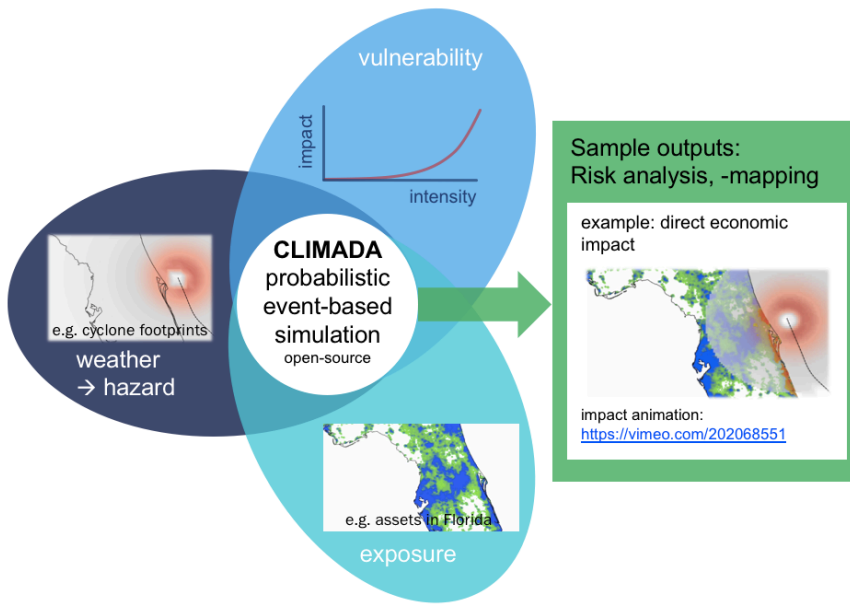 vulnerability
impact
intensity
CLIMADA
probabilistic
event-based
simulation
open-source
e.g. cyclone footprints
weather
→ hazard
e.g. assets in Florida
exposure
Sample outputs:
Risk analysis, -mapping
example: direct economic
impact
impact animation:
https://vimeo.com/202068551